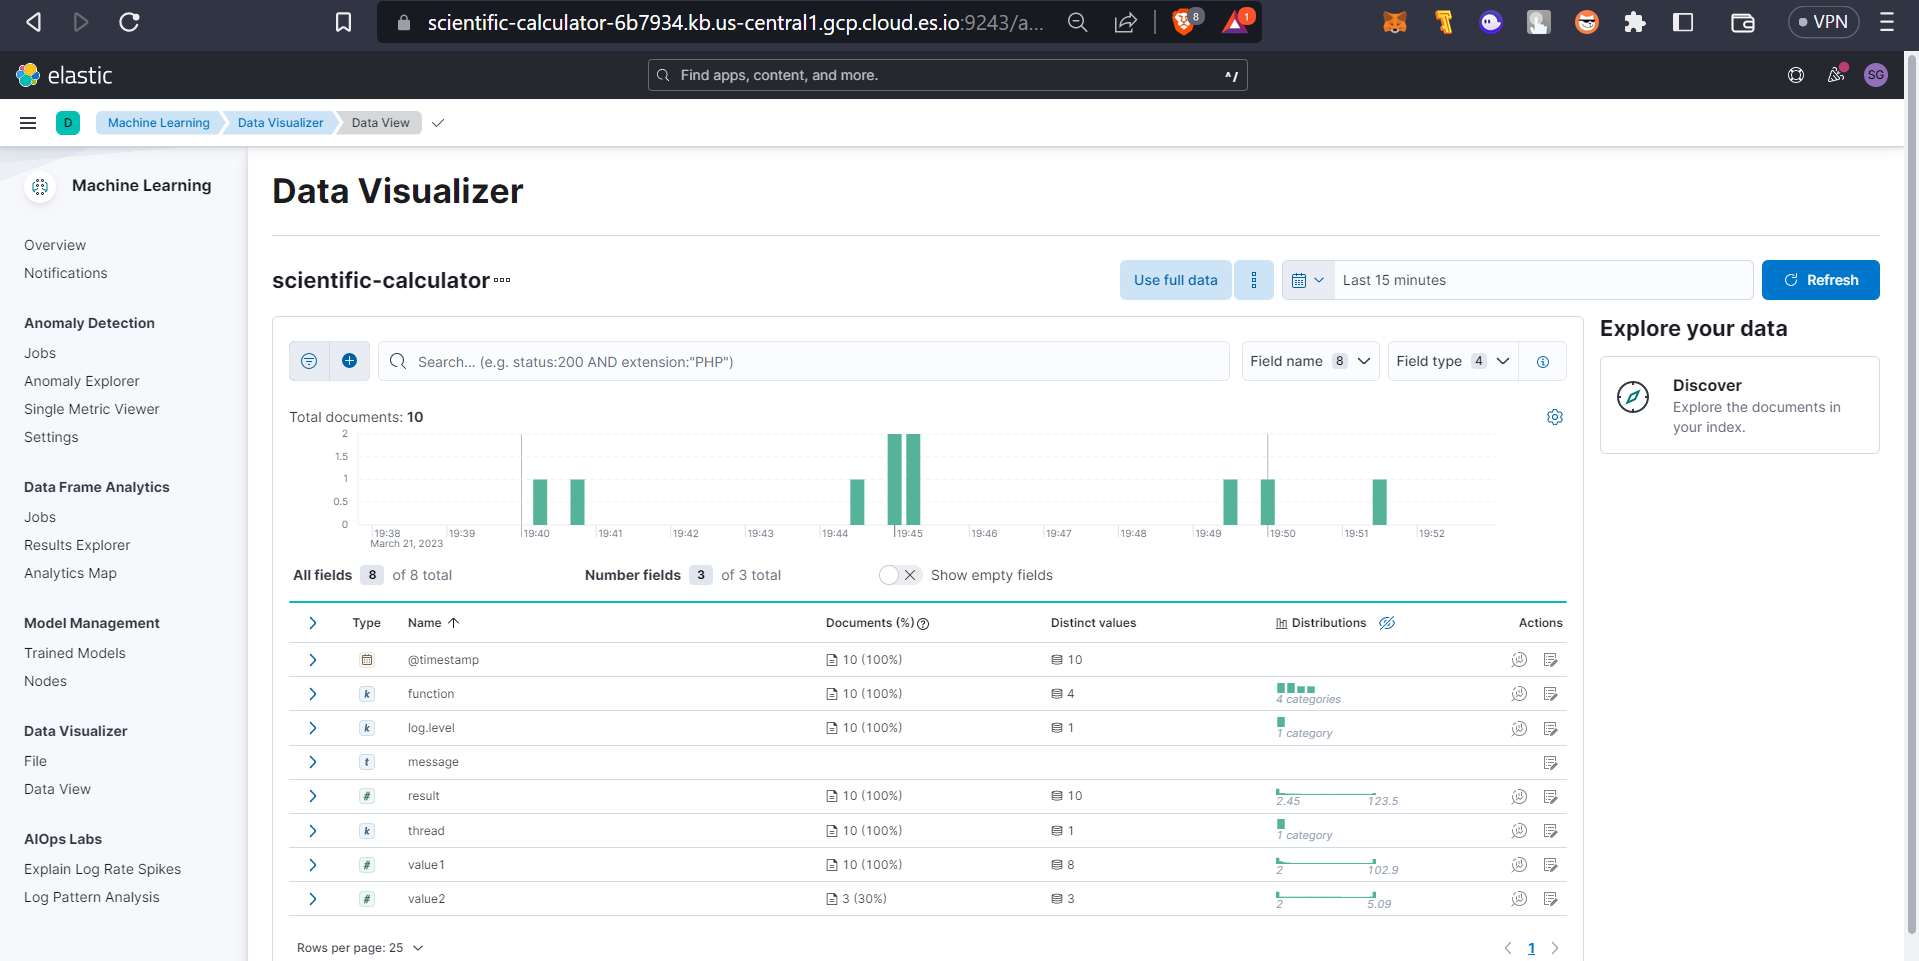 scientific-calculator-6b7934.kb.us-central1.gcp.cloud.es.io:9243/a...
8
1
VPN
elastic
Find apps, content, and more.
^/
SG
D
Machine Learning
Data Visualizer
Data View
Machine Learning
Overview
Notifications
Anomaly Detection
Jobs
Anomaly Explorer
Single Metric Viewer
Settings
Data Frame Analytics
Jobs
Results Explorer
Analytics Map
Model Management
Trained Models
Nodes
Data Visualizer
File
Data View
AIOps Labs
Explain Log Rate Spikes
Log Pattern Analysis
Data Visualizer
scientific-calculator
Use full data
Last 15 minutes
Refresh
Search... (e.g. status:200 AND extension:"PHP")
Field name 8
Field type 4
Total documents: 10
2
1.5
1
0.5
0
19:38 19:39 19:40 19:41 19:42 19:43 19:44 19:45 19:46 19:47 19:48 19:49 19:50 19:51 19:52
March 21, 2023
All fields 8 of 8 total
Number fields 3 of 3 total
Show empty fields
Type Name Documents (%) Distinct values Distributions Actions
@timestamp 10 (100%) 10
k function 10 (100%) 4 4 categories
k log.level 10 (100%) 1 1 category
t message
# result 10 (100%) 10 2.45 123.5
k thread 10 (100%) 1 1 category
# value1 10 (100%) 8 2 102.9
# value2 3 (30%) 3 2 5.09
Rows per page: 25
1
Explore your data
Discover
Explore the documents in
your index.